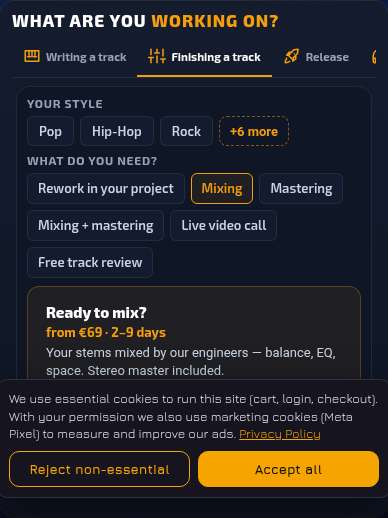 WHAT ARE YOU WORKING ON?
Writing a track
Finishing a track
Release
YOUR STYLE
Pop
Hip-Hop
Rock
+6 more
WHAT DO YOU NEED?
Rework in your project
Mixing
Mastering
Mixing + mastering
Live video call
Free track review
Ready to mix?
from €69 · 2–9 days
Your stems mixed by our engineers — balance, EQ,
space. Stereo master included.
We use essential cookies to run this site (cart, login, checkout).
With your permission we also use marketing cookies (Meta
Pixel) to measure and improve our ads. Privacy Policy
Reject non-essential
Accept all